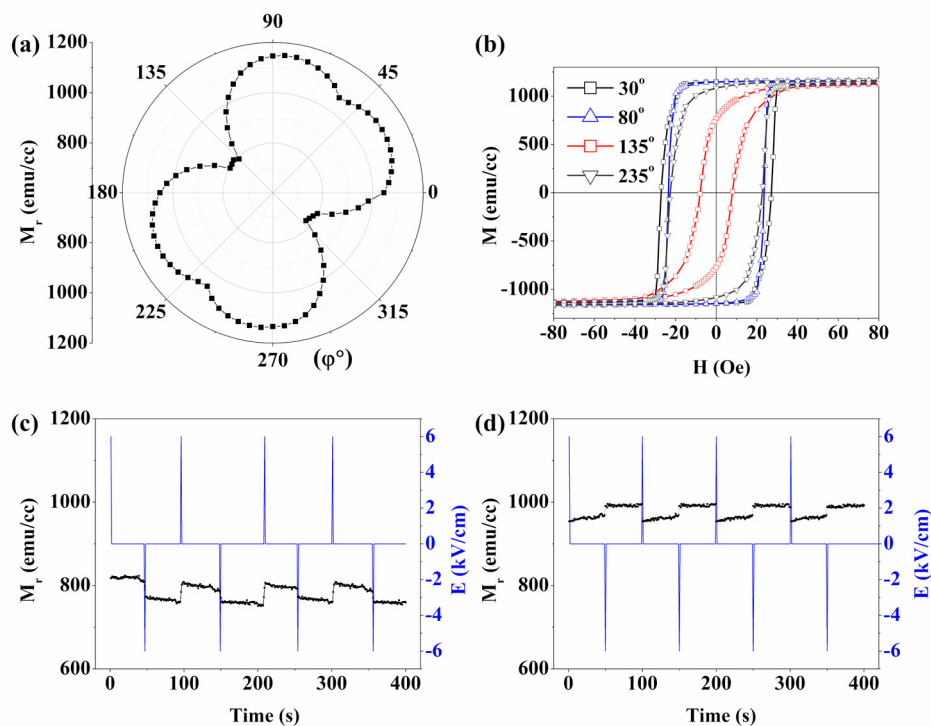 (a)
1200
1000
800
600
800
1000
1200
M_r (emu/cc)
90
135
45
180
0
225
315
270
(φ°)
(b)
1000
500
0
-500
-1000
M (emu/cc)
30°
80°
135°
235°
-80 -60 -40 -20 0 20 40 60 80
H (Oe)
(c)
1200
1000
800
600
M_r (emu/cc)
6
4
2
0
-2
-4
-6
E (kV/cm)
0 100 200 300 400
Time (s)
(d)
1200
1000
800
600
M_r (emu/cc)
6
4
2
0
-2
-4
-6
E (kV/cm)
0 100 200 300 400
Time (s)